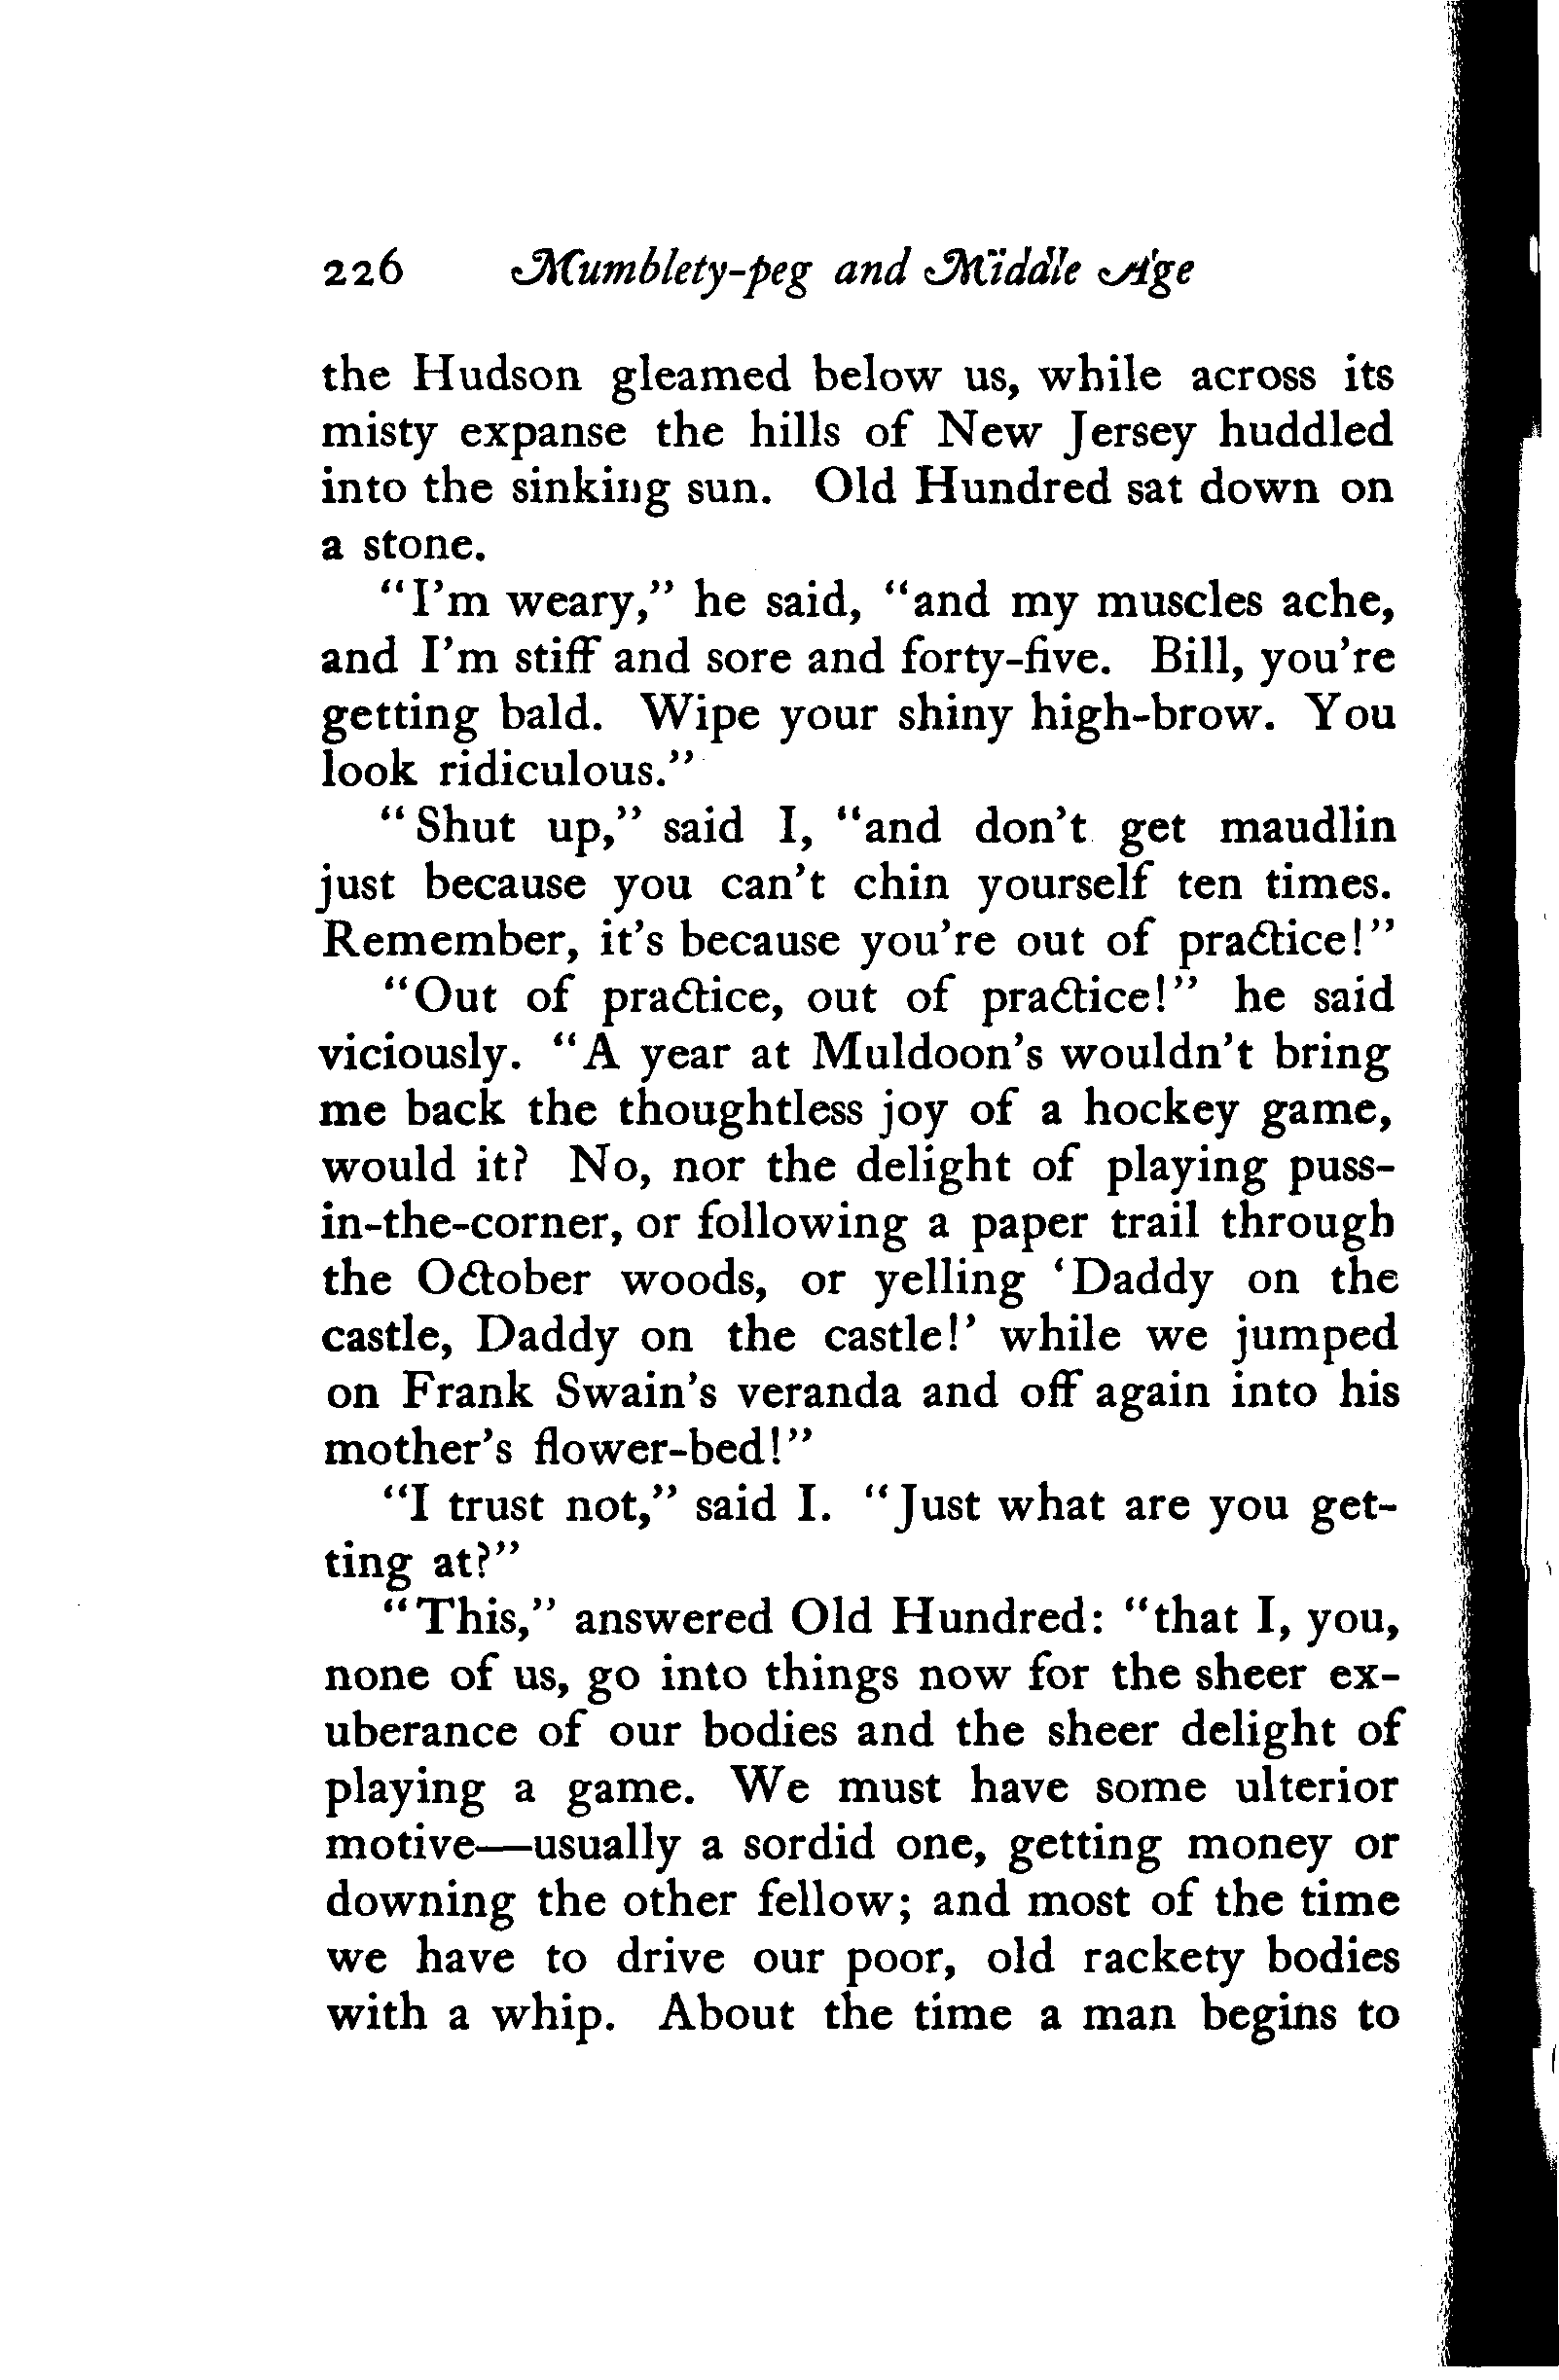 226 Mumblety-peg and Middle Age
the Hudson gleamed below us, while across its
misty expanse the hills of New Jersey huddled
into the sinking sun. Old Hundred sat down on
a stone.
"I'm weary," he said, "and my muscles ache,
and I'm stiff and sore and forty-five. Bill, you're
getting bald. Wipe your shiny high-brow. You
look ridiculous."
"Shut up," said I, "and don't get maudlin
just because you can't chin yourself ten times.
Remember, it's because you're out of practice!"
"Out of practice, out of practice!" he said
viciously. "A year at Muldoon's wouldn't bring
me back the thoughtless joy of a hockey game,
would it? No, nor the delight of playing puss-
in-the-corner, or following a paper trail through
the October woods, or yelling 'Daddy on the
castle, Daddy on the castle!' while we jumped
on Frank Swain's veranda and off again into his
mother's flower-bed!"
"I trust not," said I. "Just what are you get-
ting at?"
"This," answered Old Hundred: "that I, you,
none of us, go into things now for the sheer ex-
uberance of our bodies and the sheer delight of
playing a game. We must have some ulterior
motive—usually a sordid one, getting money or
downing the other fellow; and most of the time
we have to drive our poor, old rackety bodies
with a whip. About the time a man begins to